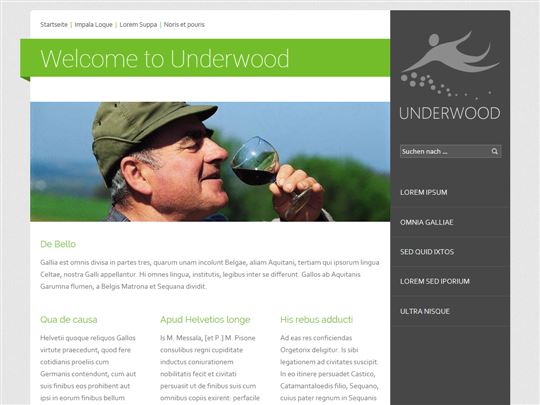 Startseite | Impala Loque | Lorem Suppa | Noris et pouris
Welcome to Underwood
UNDERWOOD
Suchen nach ...
LOREM IPSUM
OMNIA GALLIAE
SED QUID IXTOS
LOREM SED IPORIUM
ULTRA NISQUE
De Bello
Gallia est omnis divisa in partes tres, quarum unam incolunt Belgae, aliam Aquitani, tertiam qui ipsorum lingua
Celtae, nostra Galli appellantur. Hi omnes lingua, institutis, legibus inter se differunt. Gallos ab Aquitanis
Garumna flumen, a Belgis Matrona et Sequana dividit.
Qua de causa
Helvetii quoque reliquos Gallos
virtute praecedunt, quod fere
cotidianis proeliis cum
Germanis contendunt, cum aut
suis finibus eos prohibent aut
ipsi in eorum finibus bellum
Apud Helvetios longe
Is M. Messala, [et P.] M. Pisone
consulibus regni cupiditate
inductus coniurationem
nobilitatis fecit et civitati
persuasit ut de finibus suis cum
omnibus copiis exirent: perfacile
His rebus adducti
Ad eas res conficiendas
Orgetorix deligitur. Is sibi
legationem ad civitates suscipit.
In eo itinere persuadet Castico,
Catamantaloedis filio, Sequano,
cuius pater regnum in Sequanis